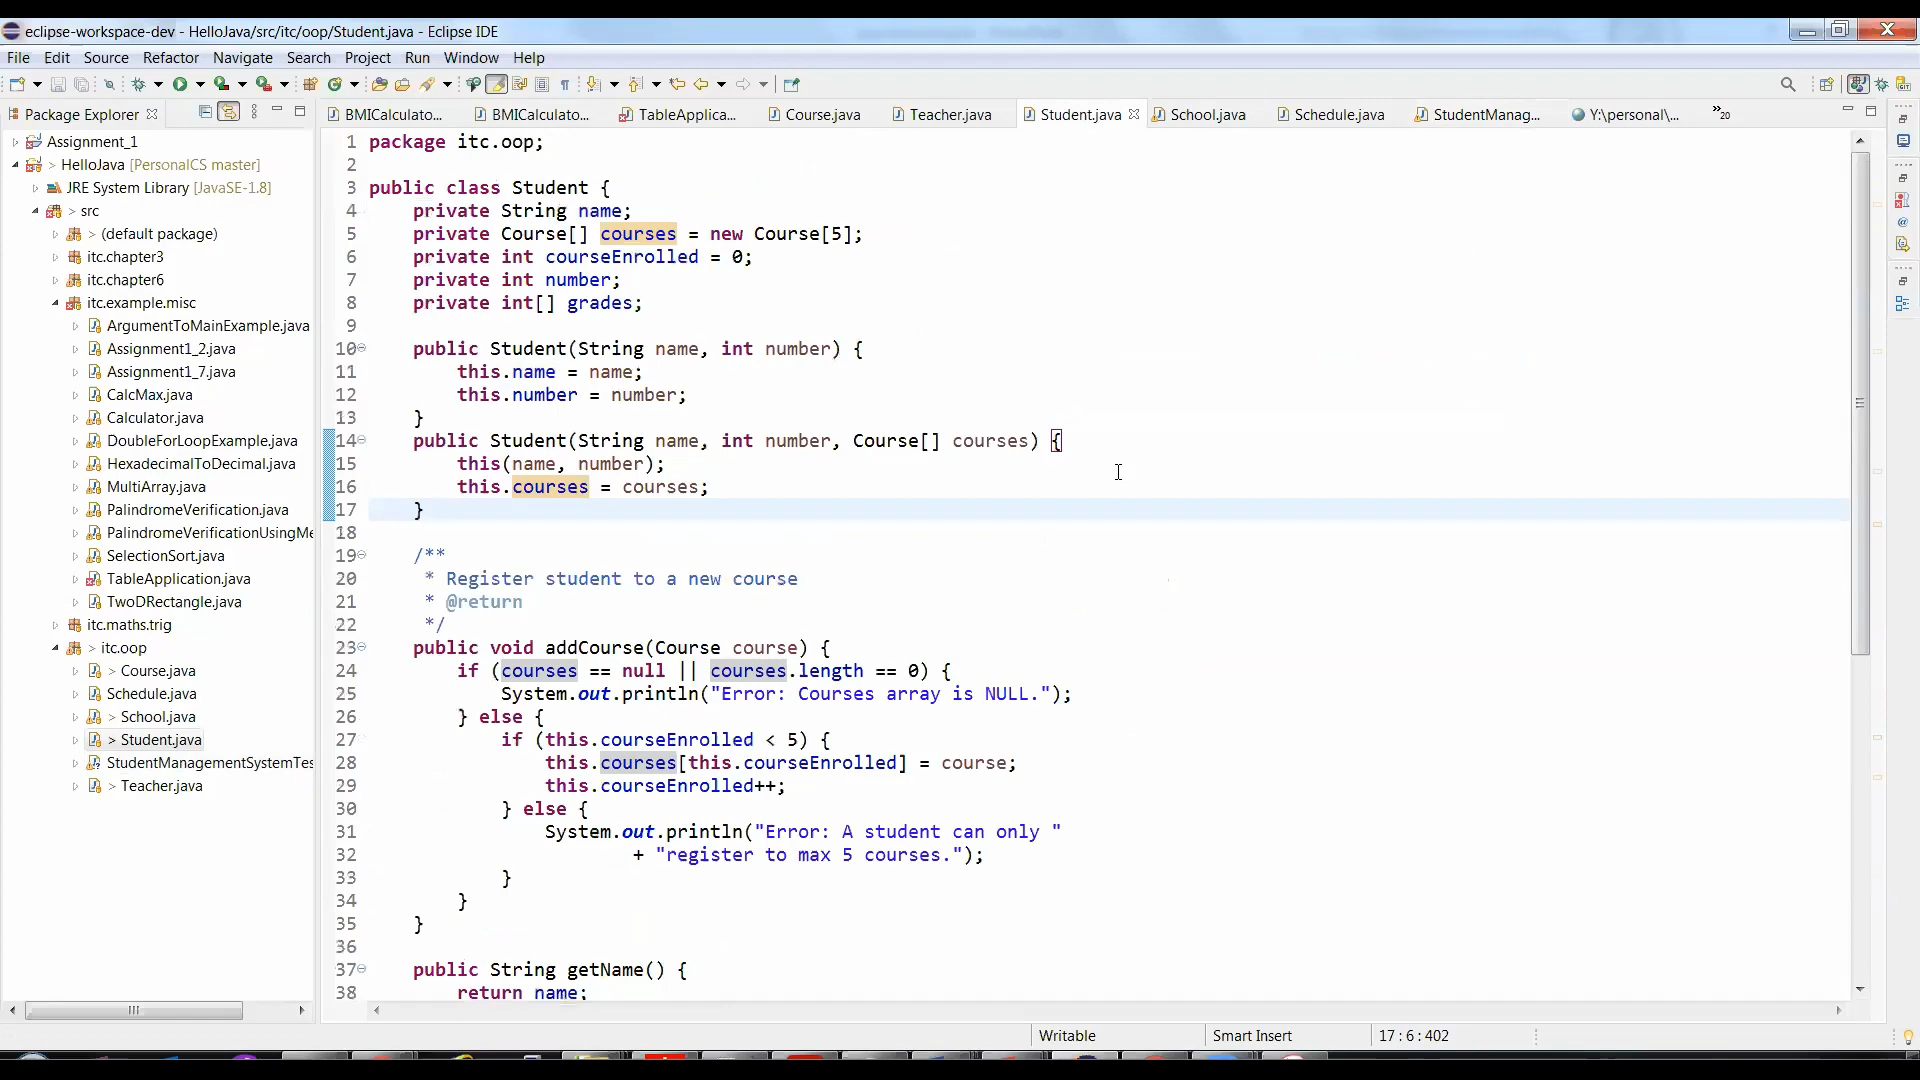 eclipse-workspace-dev - HelloJava/src/itc/oop/Student.java - Eclipse IDE
File Edit Source Refactor Navigate Search Project Run Window Help
Package Explorer
BMICalculato... BMICalculato... TableApplica... Course.java Teacher.java Student.java School.java Schedule.java StudentManag... Y:\personal\... »20
Assignment_1
> HelloJava [PersonalCS master]
JRE System Library [JavaSE-1.8]
> src
> (default package)
itc.chapter3
itc.chapter6
itc.example.misc
ArgumentToMainExample.java
Assignment1_2.java
Assignment1_7.java
CalcMax.java
Calculator.java
DoubleForLoopExample.java
HexadecimalToDecimal.java
MultiArray.java
PalindromeVerification.java
PalindromeVerificationUsingMe
SelectionSort.java
TableApplication.java
TwoDRectangle.java
itc.maths.trig
> itc.oop
> Course.java
Schedule.java
> School.java
> Student.java
StudentManagementSystemTes
> Teacher.java
1 package itc.oop;
2
3 public class Student {
4     private String name;
5     private Course[] courses = new Course[5];
6     private int courseEnrolled = 0;
7     private int number;
8     private int[] grades;
9
10     public Student(String name, int number) {
11         this.name = name;
12         this.number = number;
13     }
14     public Student(String name, int number, Course[] courses) {
15         this(name, number);
16         this.courses = courses;
17     }
18
19     /**
20      * Register student to a new course
21      * @return
22      */
23     public void addCourse(Course course) {
24         if (courses == null || courses.length == 0) {
25             System.out.println("Error: Courses array is NULL.");
26         } else {
27             if (this.courseEnrolled < 5) {
28                 this.courses[this.courseEnrolled] = course;
29                 this.courseEnrolled++;
30             } else {
31                 System.out.println("Error: A student can only "
32                         + "register to max 5 courses.");
33             }
34         }
35     }
36
37     public String getName() {
38         return name;
Writable Smart Insert 17 : 6 : 402